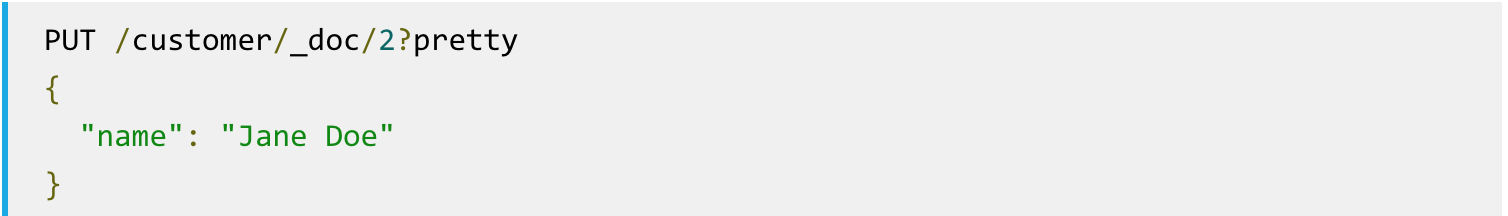 PUT /customer/_doc/2?pretty
{
  "name": "Jane Doe"
}